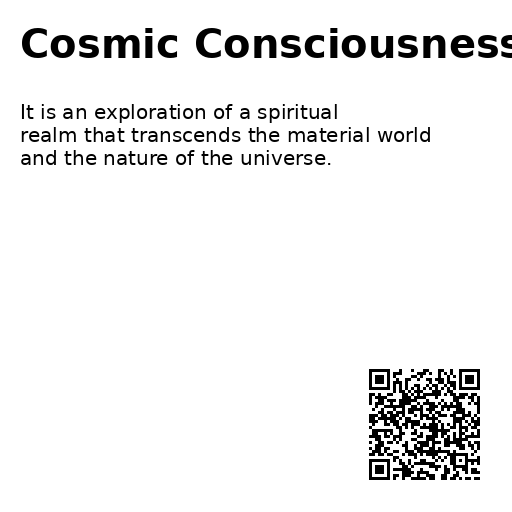 Cosmic Consciousness
It is an exploration of a spiritual
realm that transcends the material world
and the nature of the universe.